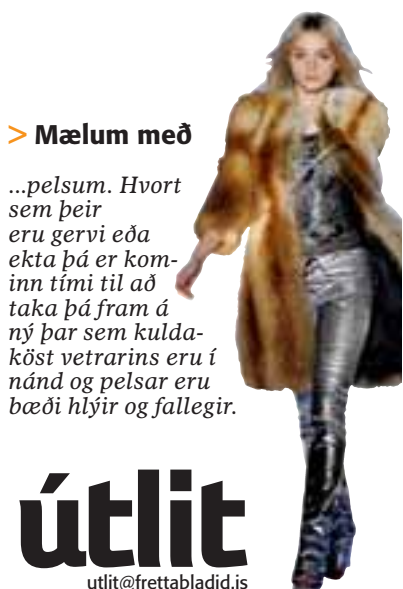 > Mælum með
...pelsum. Hvort
sem þeir
eru gervi eða
ekta þá er kom-
inn tími til að
taka þá fram á
ný þar sem kulda-
köst vetrarins eru í
nánd og pelsar eru
bæði hlýir og fallegir.
útlit
utlit@frettabladid.is